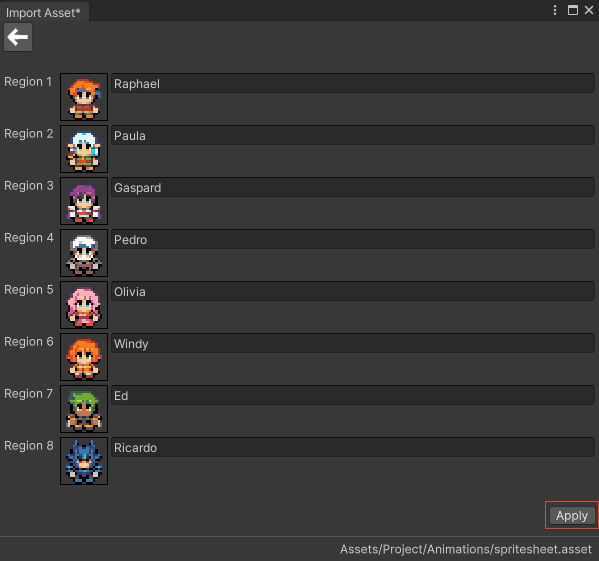 Import Asset*
Region 1 Raphael
Region 2 Paula
Region 3 Gaspard
Region 4 Pedro
Region 5 Olivia
Region 6 Windy
Region 7 Ed
Region 8 Ricardo
Apply
Assets/Project/Animations/spritesheet.asset